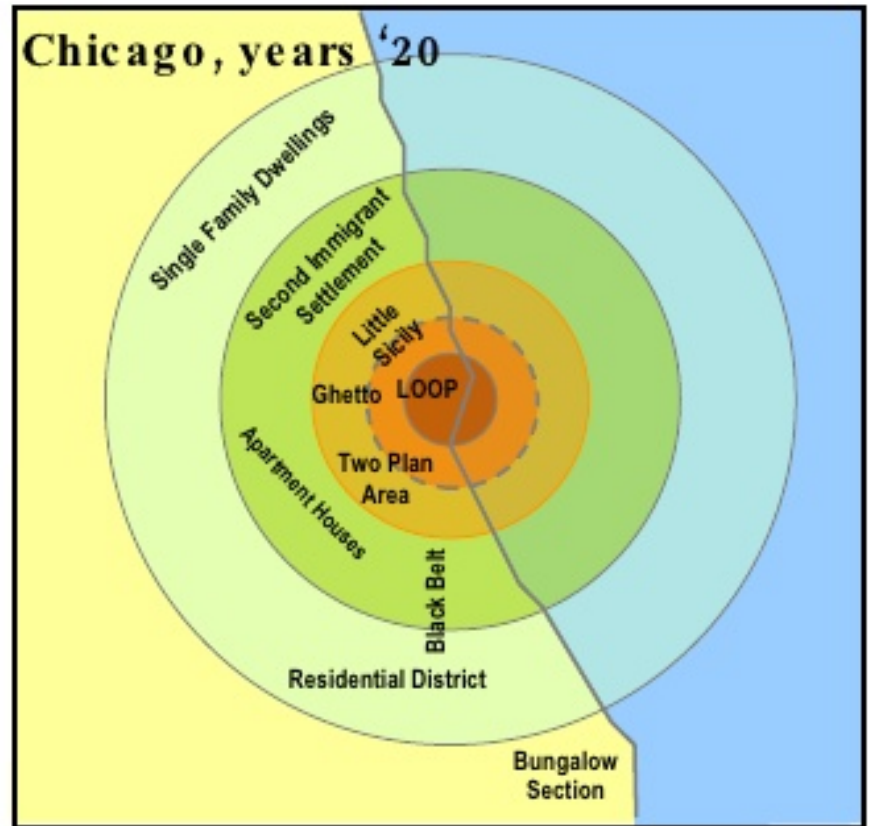 Chicago, years ‘20
Single Family Dwellings
Second Immigrant
Settlement
Little
Sicily
Ghetto
LOOP
Two Plan
Area
Apartment Houses
Black Belt
Residential District
Bungalow
Section